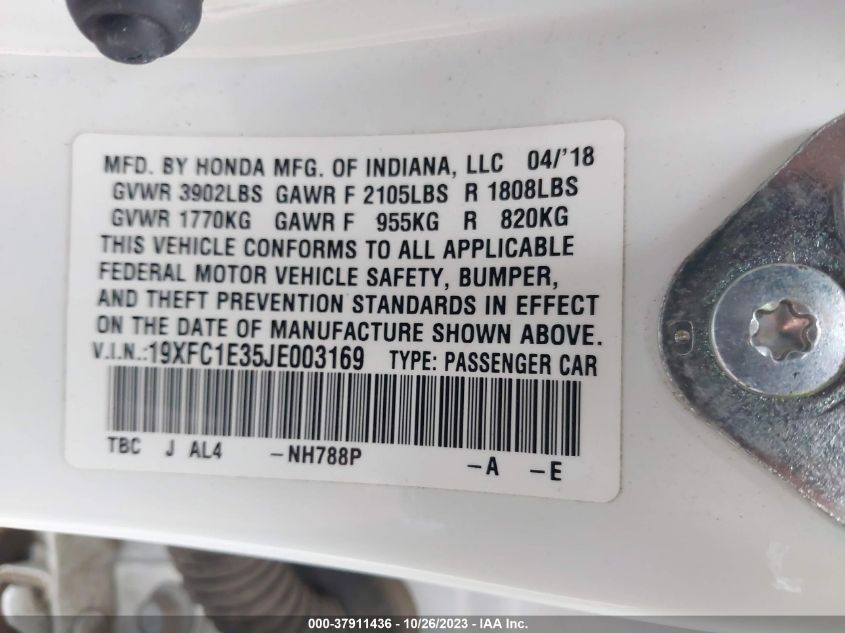 MFD. BY HONDA MFG. OF INDIANA, LLC 04/'18
GVWR 3902LBS GAWR F 2105LBS R 1808LBS
GVWR 1770KG GAWR F 955KG R 820KG
THIS VEHICLE CONFORMS TO ALL APPLICABLE
FEDERAL MOTOR VEHICLE SAFETY, BUMPER,
AND THEFT PREVENTION STANDARDS IN EFFECT
ON THE DATE OF MANUFACTURE SHOWN ABOVE.
V.I.N.:19XFC1E35JE003169 TYPE: PASSENGER CAR
TBC J AL4 -NH788P -A -E
000-37911436 - 10/26/2023 - IAA Inc.